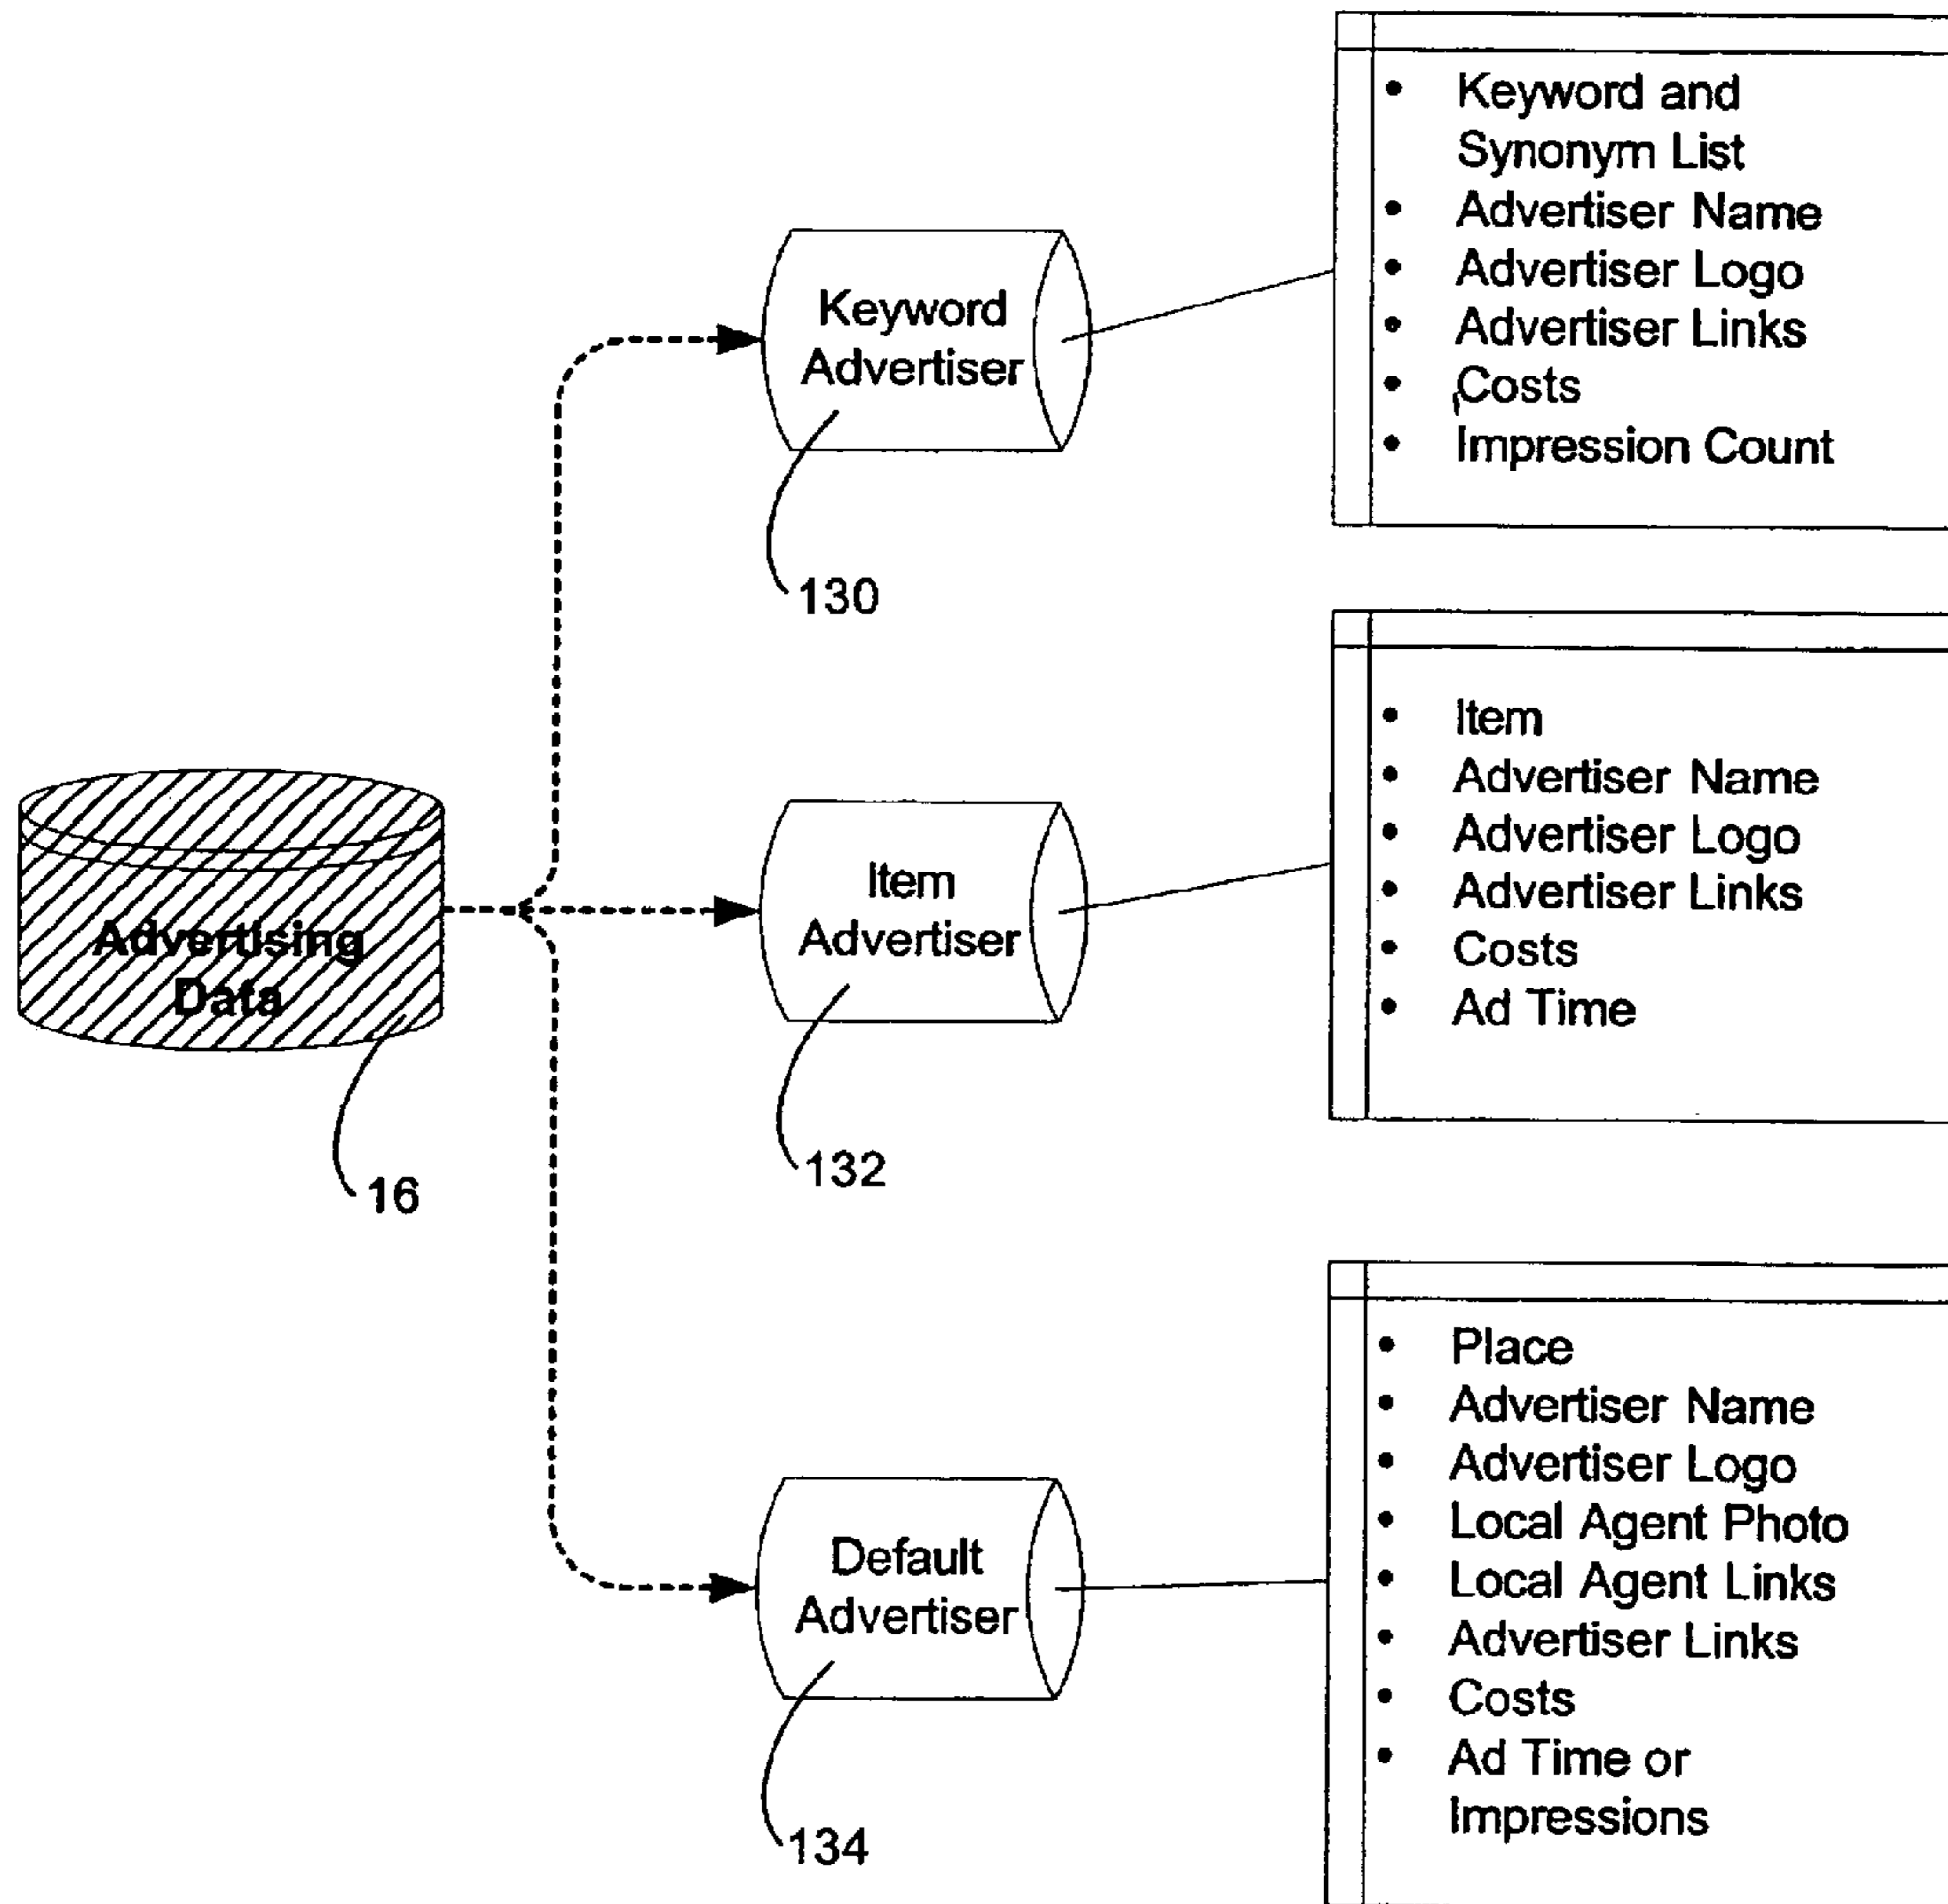 Keyword
Advertiser
130
• Keyword and
Synonym List
• Advertiser Name
• Advertiser Logo
• Advertiser Links
• Costs
• Impression Count
Advertising
Data
16
Item
Advertiser
132
• Item
• Advertiser Name
• Advertiser Logo
• Advertiser Links
• Costs
• Ad Time
Default
Advertiser
134
• Place
• Advertiser Name
• Advertiser Logo
• Local Agent Photo
• Local Agent Links
• Advertiser Links
• Costs
• Ad Time or
Impressions